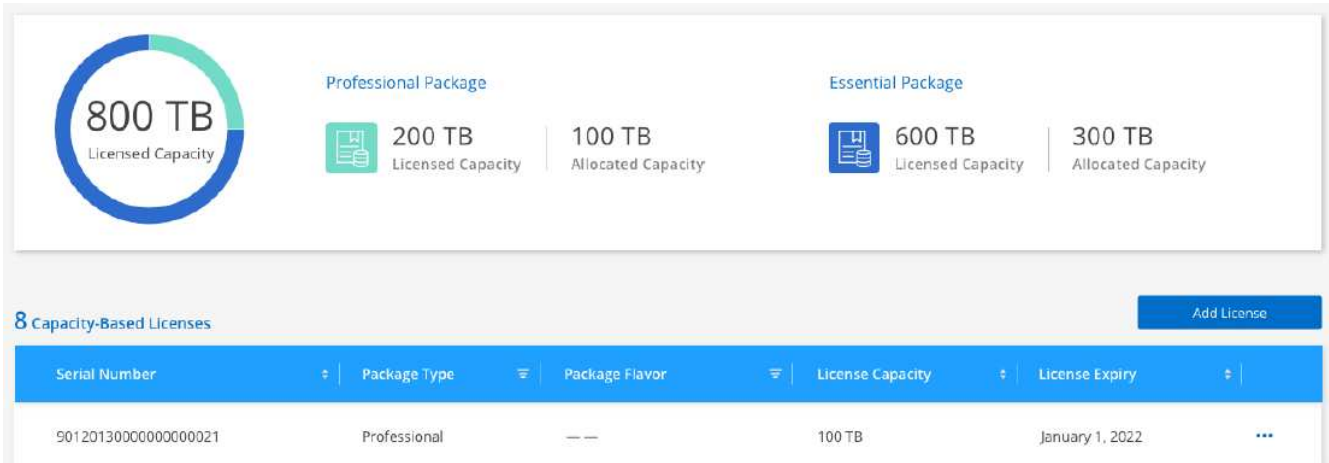 800 TB
Licensed Capacity
Professional Package
200 TB
Licensed Capacity
100 TB
Allocated Capacity
Essential Package
600 TB
Licensed Capacity
300 TB
Allocated Capacity
8 Capacity-Based Licenses
Add License
Serial Number Package Type Package Flavor License Capacity License Expiry
90120130000000000021 Professional — — 100 TB January 1, 2022 •••